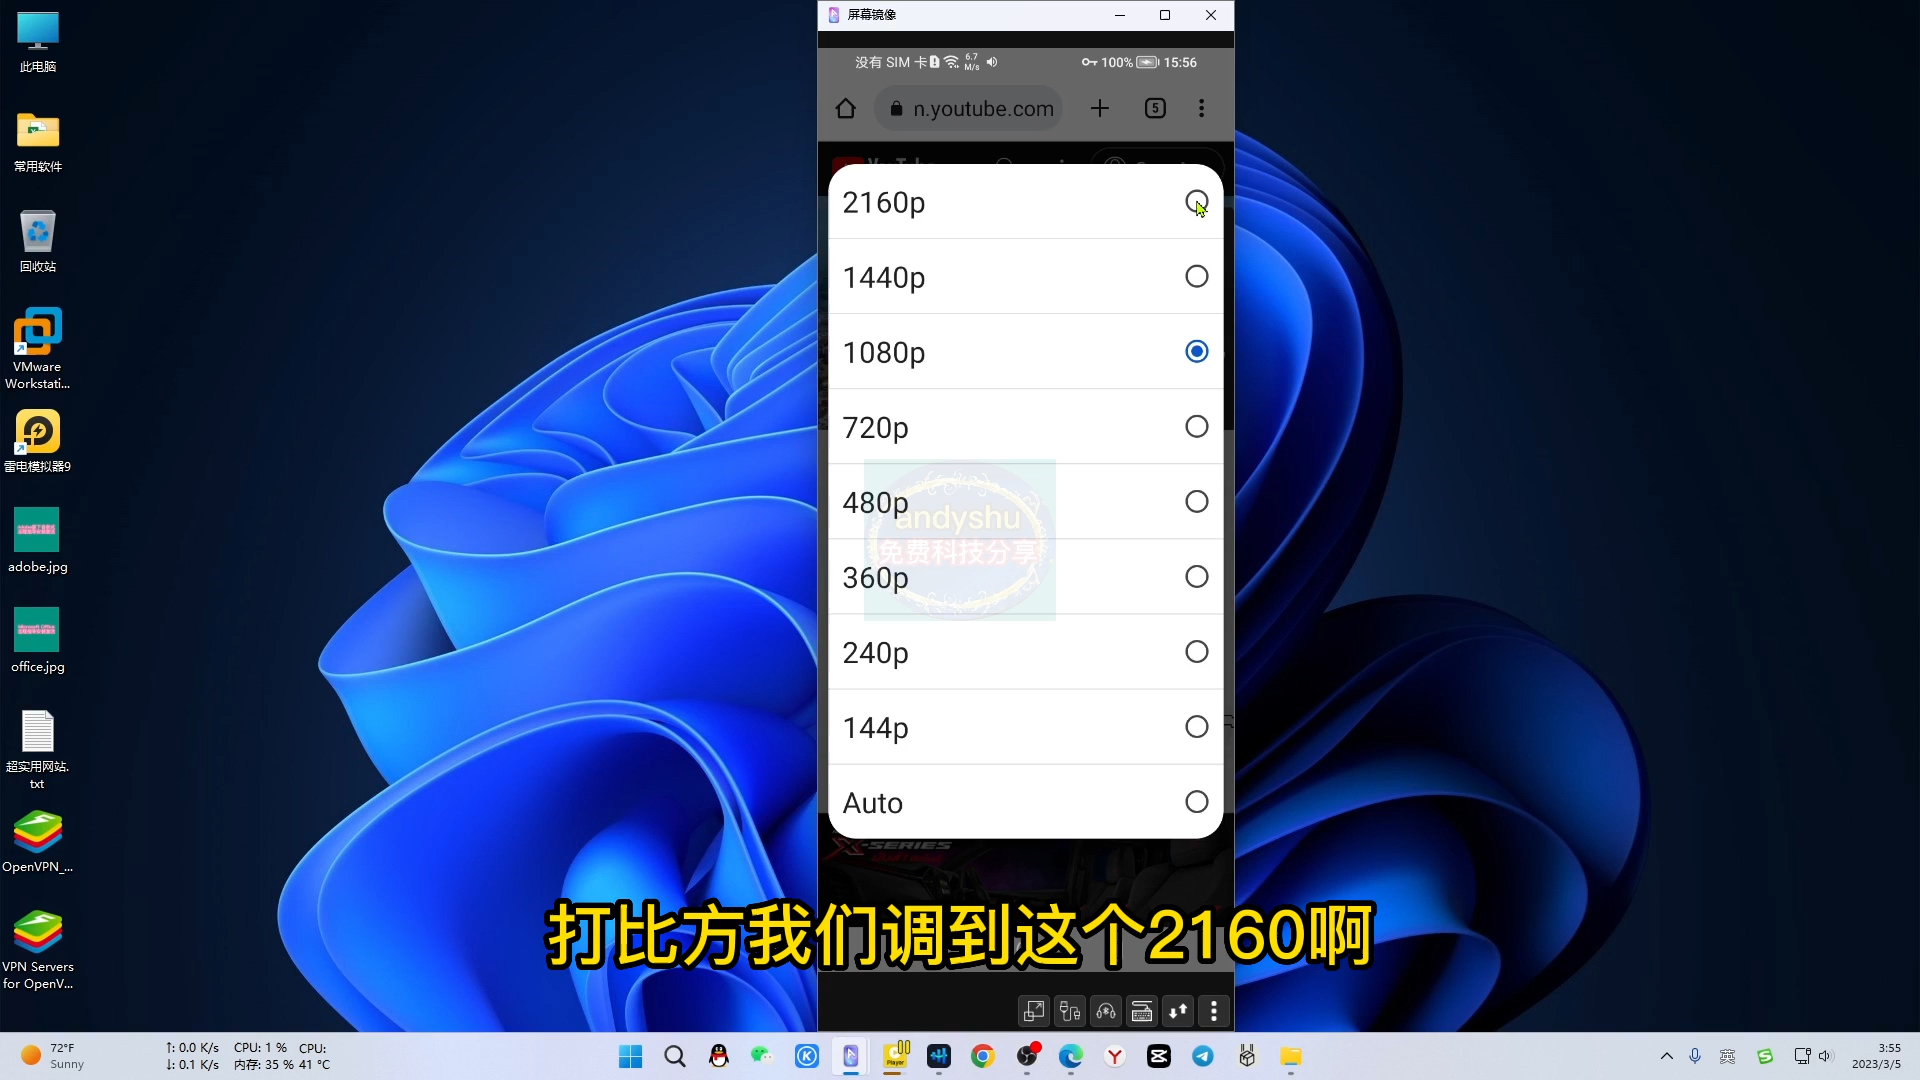 此电脑
常用软件
回收站
VMware
Workstati...
雷电模拟器9
adobe.jpg
office.jpg
超实用网站.
txt
OpenVPN_...
VPN Servers
for OpenV...
屏幕镜像
没有 SIM 卡 6.7 M/s 100% 15:56
n.youtube.com 5
2160p
1440p
1080p
720p
480p
andyshu
免费科技分享
360p
240p
144p
Auto
X-SERIES
打比方我们调到这个2160啊
72°F
Sunny
↑: 0.0 K/s CPU: 1 % CPU:
↓: 0.1 K/s 内存: 35 % 41 °C
Player
英
3:55
2023/3/5